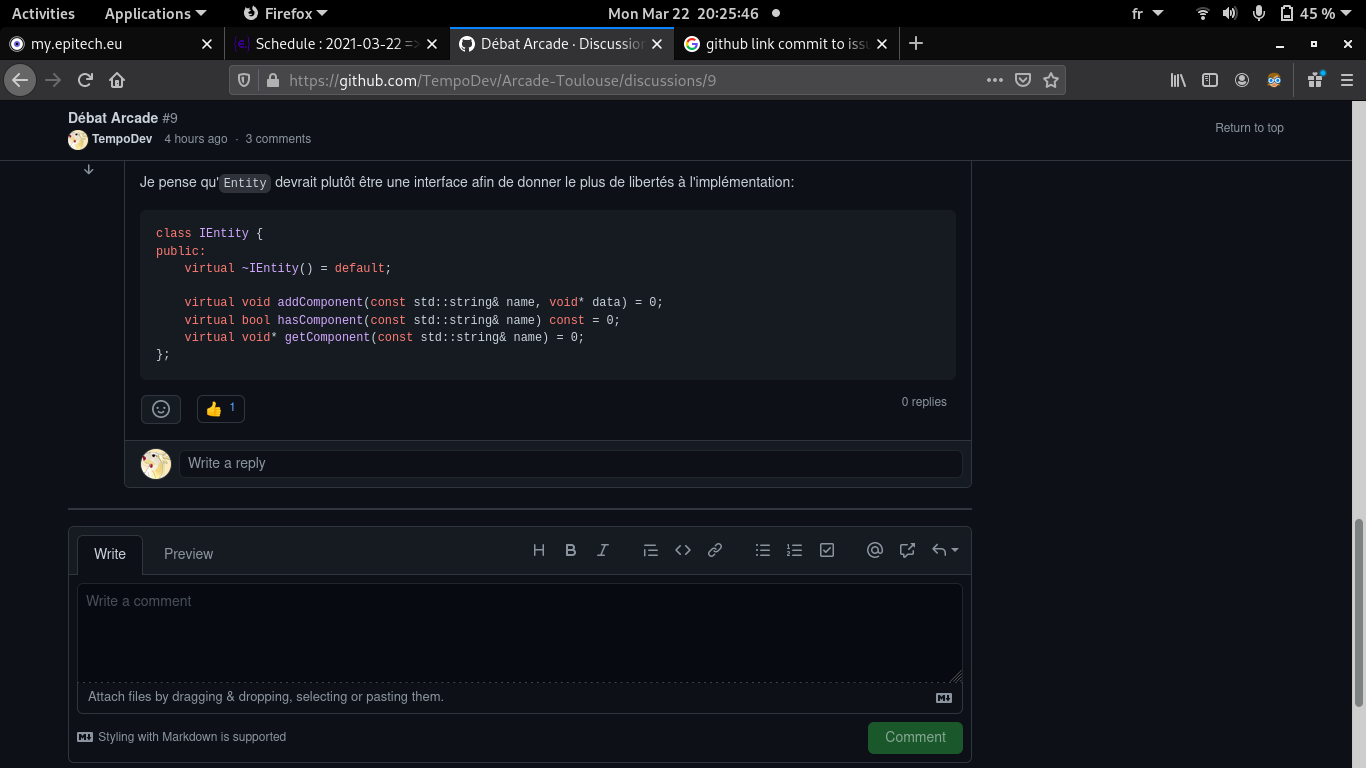 Activities Applications Firefox Mon Mar 22 20:25:46 fr 45 %
my.epitech.eu Schedule : 2021-03-22 => Débat Arcade · Discussion github link commit to issu
https://github.com/TempoDev/Arcade-Toulouse/discussions/9
Débat Arcade #9
TempoDev 4 hours ago · 3 comments
Return to top
Je pense qu'Entity devrait plutôt être une interface afin de donner le plus de libertés à l'implémentation:
class IEntity {
public:
    virtual ~IEntity() = default;
    virtual void addComponent(const std::string& name, void* data) = 0;
    virtual bool hasComponent(const std::string& name) const = 0;
    virtual void* getComponent(const std::string& name) = 0;
};
👍 1
0 replies
Write a reply
Write Preview
Write a comment
Attach files by dragging & dropping, selecting or pasting them.
Styling with Markdown is supported
Comment